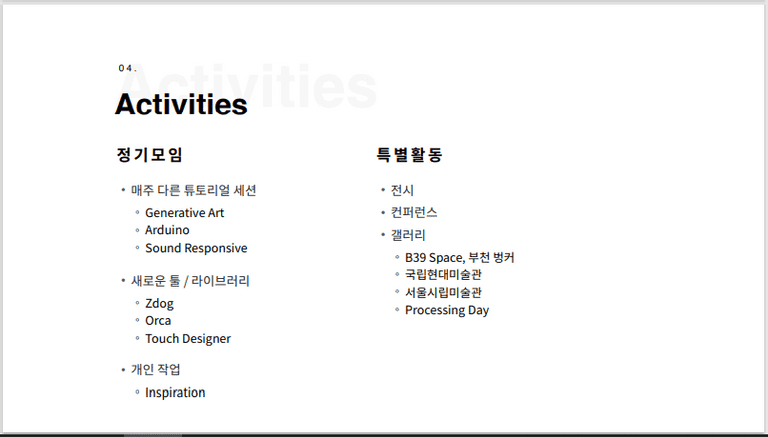 04.
Activities
Activities
정기모임
• 매주 다른 튜토리얼 세션
◦ Generative Art
◦ Arduino
◦ Sound Responsive
• 새로운 툴 / 라이브러리
◦ Zdog
◦ Orca
◦ Touch Designer
• 개인 작업
◦ Inspiration
특별활동
• 전시
• 컨퍼런스
• 갤러리
◦ B39 Space, 부천 벙커
◦ 국립현대미술관
◦ 서울시립미술관
◦ Processing Day